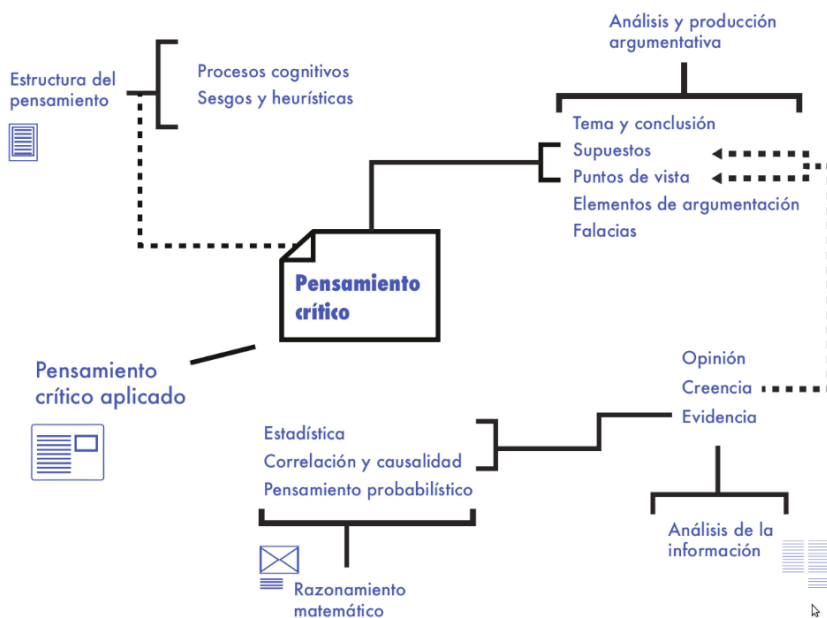 Análisis y producción
argumentativa
Estructura del
pensamiento
Procesos cognitivos
Sesgos y heurísticas
Tema y conclusión
Supuestos
Puntos de vista
Elementos de argumentación
Falacias
Pensamiento
crítico
Pensamiento
crítico aplicado
Opinión
Creencia
Evidencia
Estadística
Correlación y causalidad
Pensamiento probabilístico
Análisis de la
información
Razonamiento
matemático